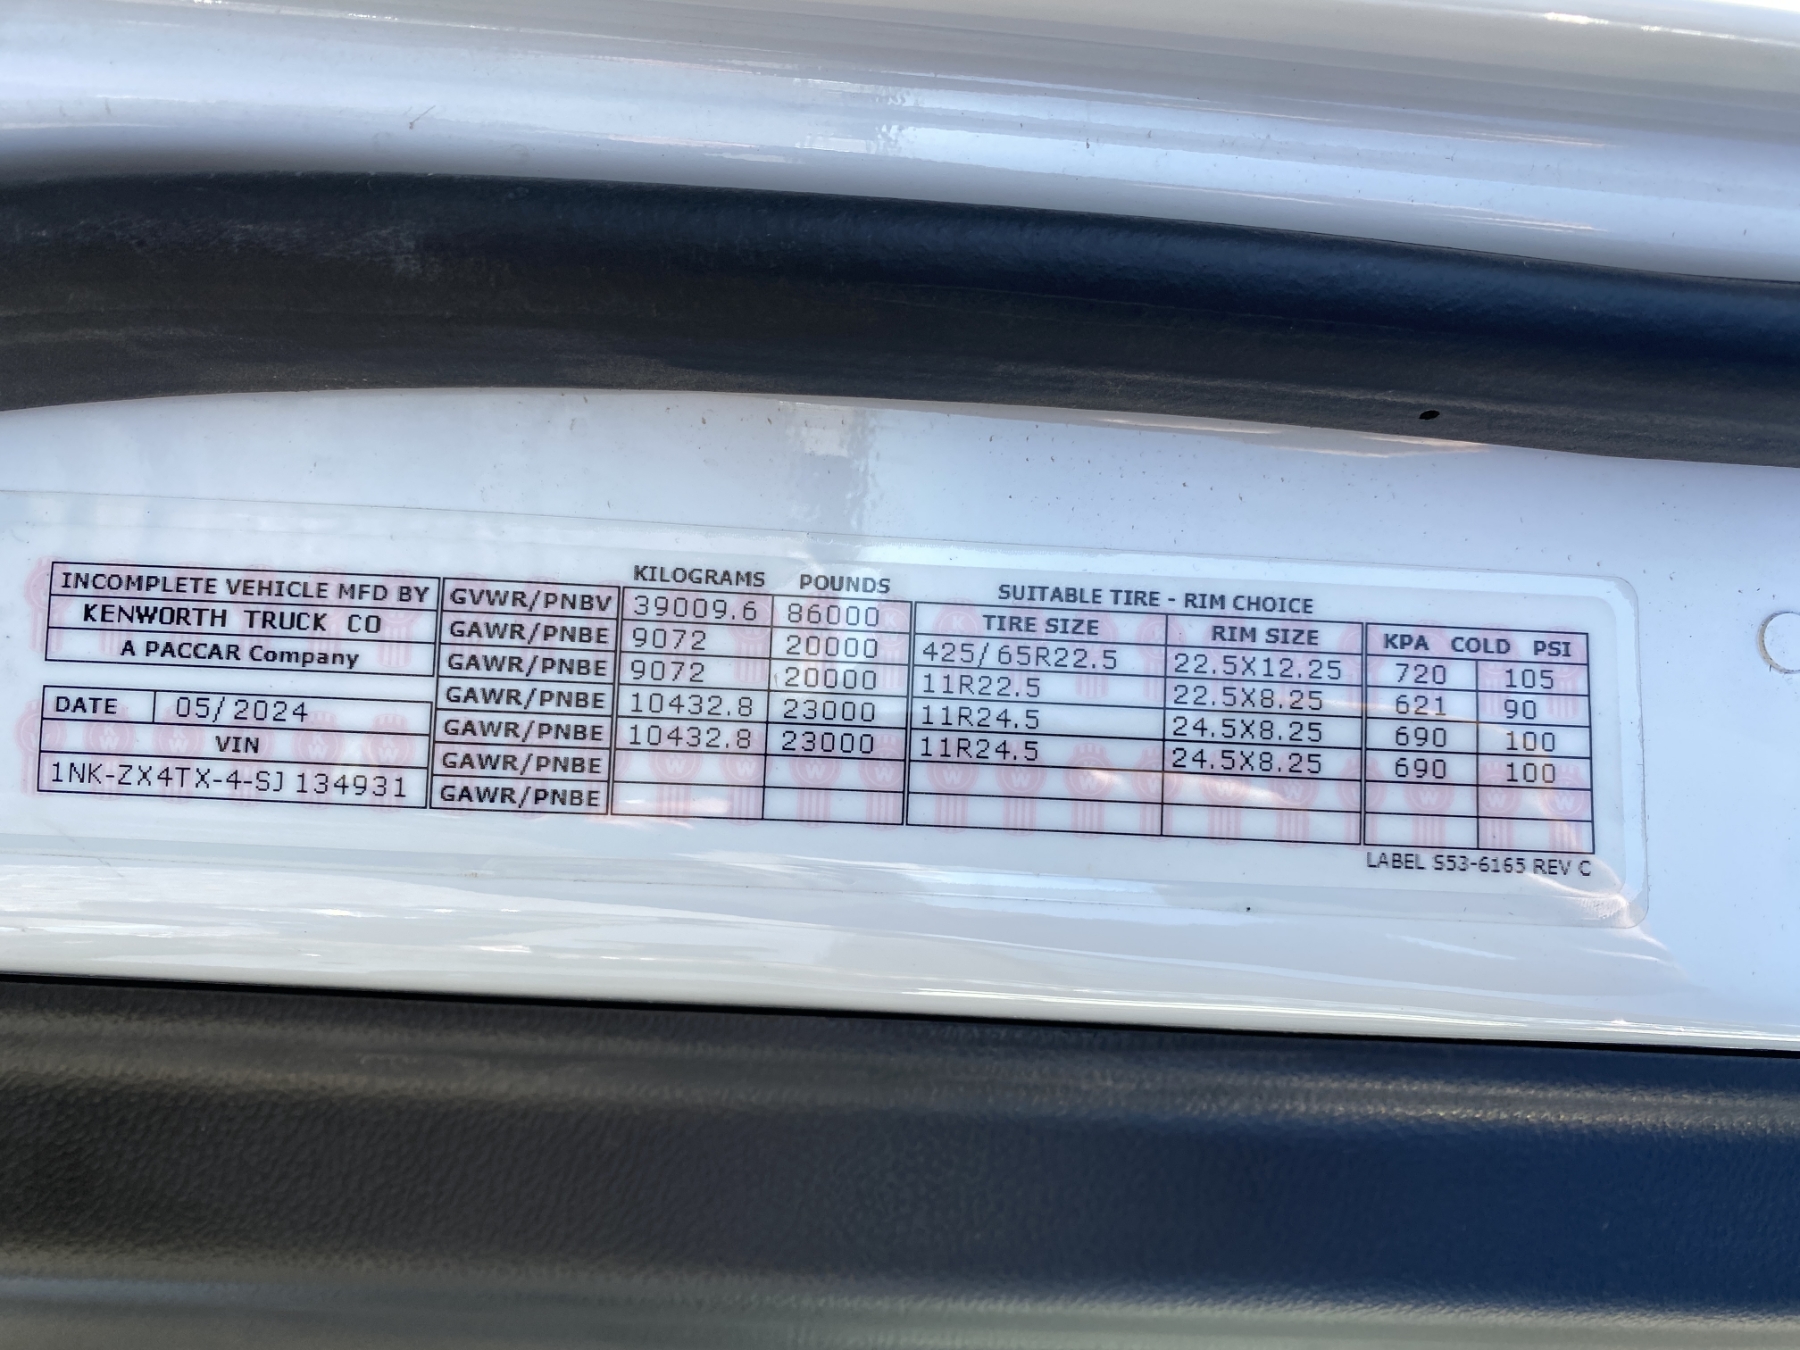 KILOGRAMS POUNDS SUITABLE TIRE - RIM CHOICE
INCOMPLETE VEHICLE MFD BY
KENWORTH TRUCK CO
A PACCAR Company
DATE 05/2024
VIN
1NK-ZX4TX-4-SJ134931
TIRE SIZE RIM SIZE KPA COLD PSI
GVWR/PNBV 39009.6 86000
GAWR/PNBE 9072 20000 425/65R22.5 22.5X12.25 720 105
GAWR/PNBE 9072 20000 11R22.5 22.5X8.25 621 90
GAWR/PNBE 10432.8 23000 11R24.5 24.5X8.25 690 100
GAWR/PNBE 10432.8 23000 11R24.5 24.5X8.25 690 100
GAWR/PNBE
GAWR/PNBE
LABEL S53-6165 REV C